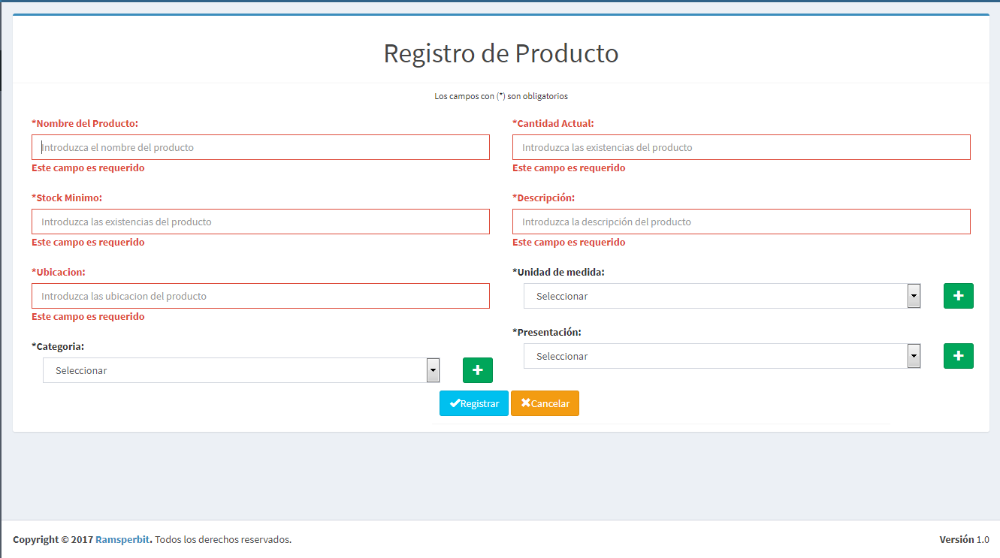 Registro de Producto
Los campos con (*) son obligatorios
*Nombre del Producto:
Introduzca el nombre del producto
Este campo es requerido
*Cantidad Actual:
Introduzca las existencias del producto
Este campo es requerido
*Stock Minimo:
Introduzca las existencias del producto
Este campo es requerido
*Descripción:
Introduzca la descripción del producto
Este campo es requerido
*Ubicacion:
Introduzca las ubicacion del producto
Este campo es requerido
*Unidad de medida:
Seleccionar
*Categoria:
Seleccionar
*Presentación:
Seleccionar
Registrar Cancelar
Copyright © 2017 Ramsperbit. Todos los derechos reservados.
Versión 1.0